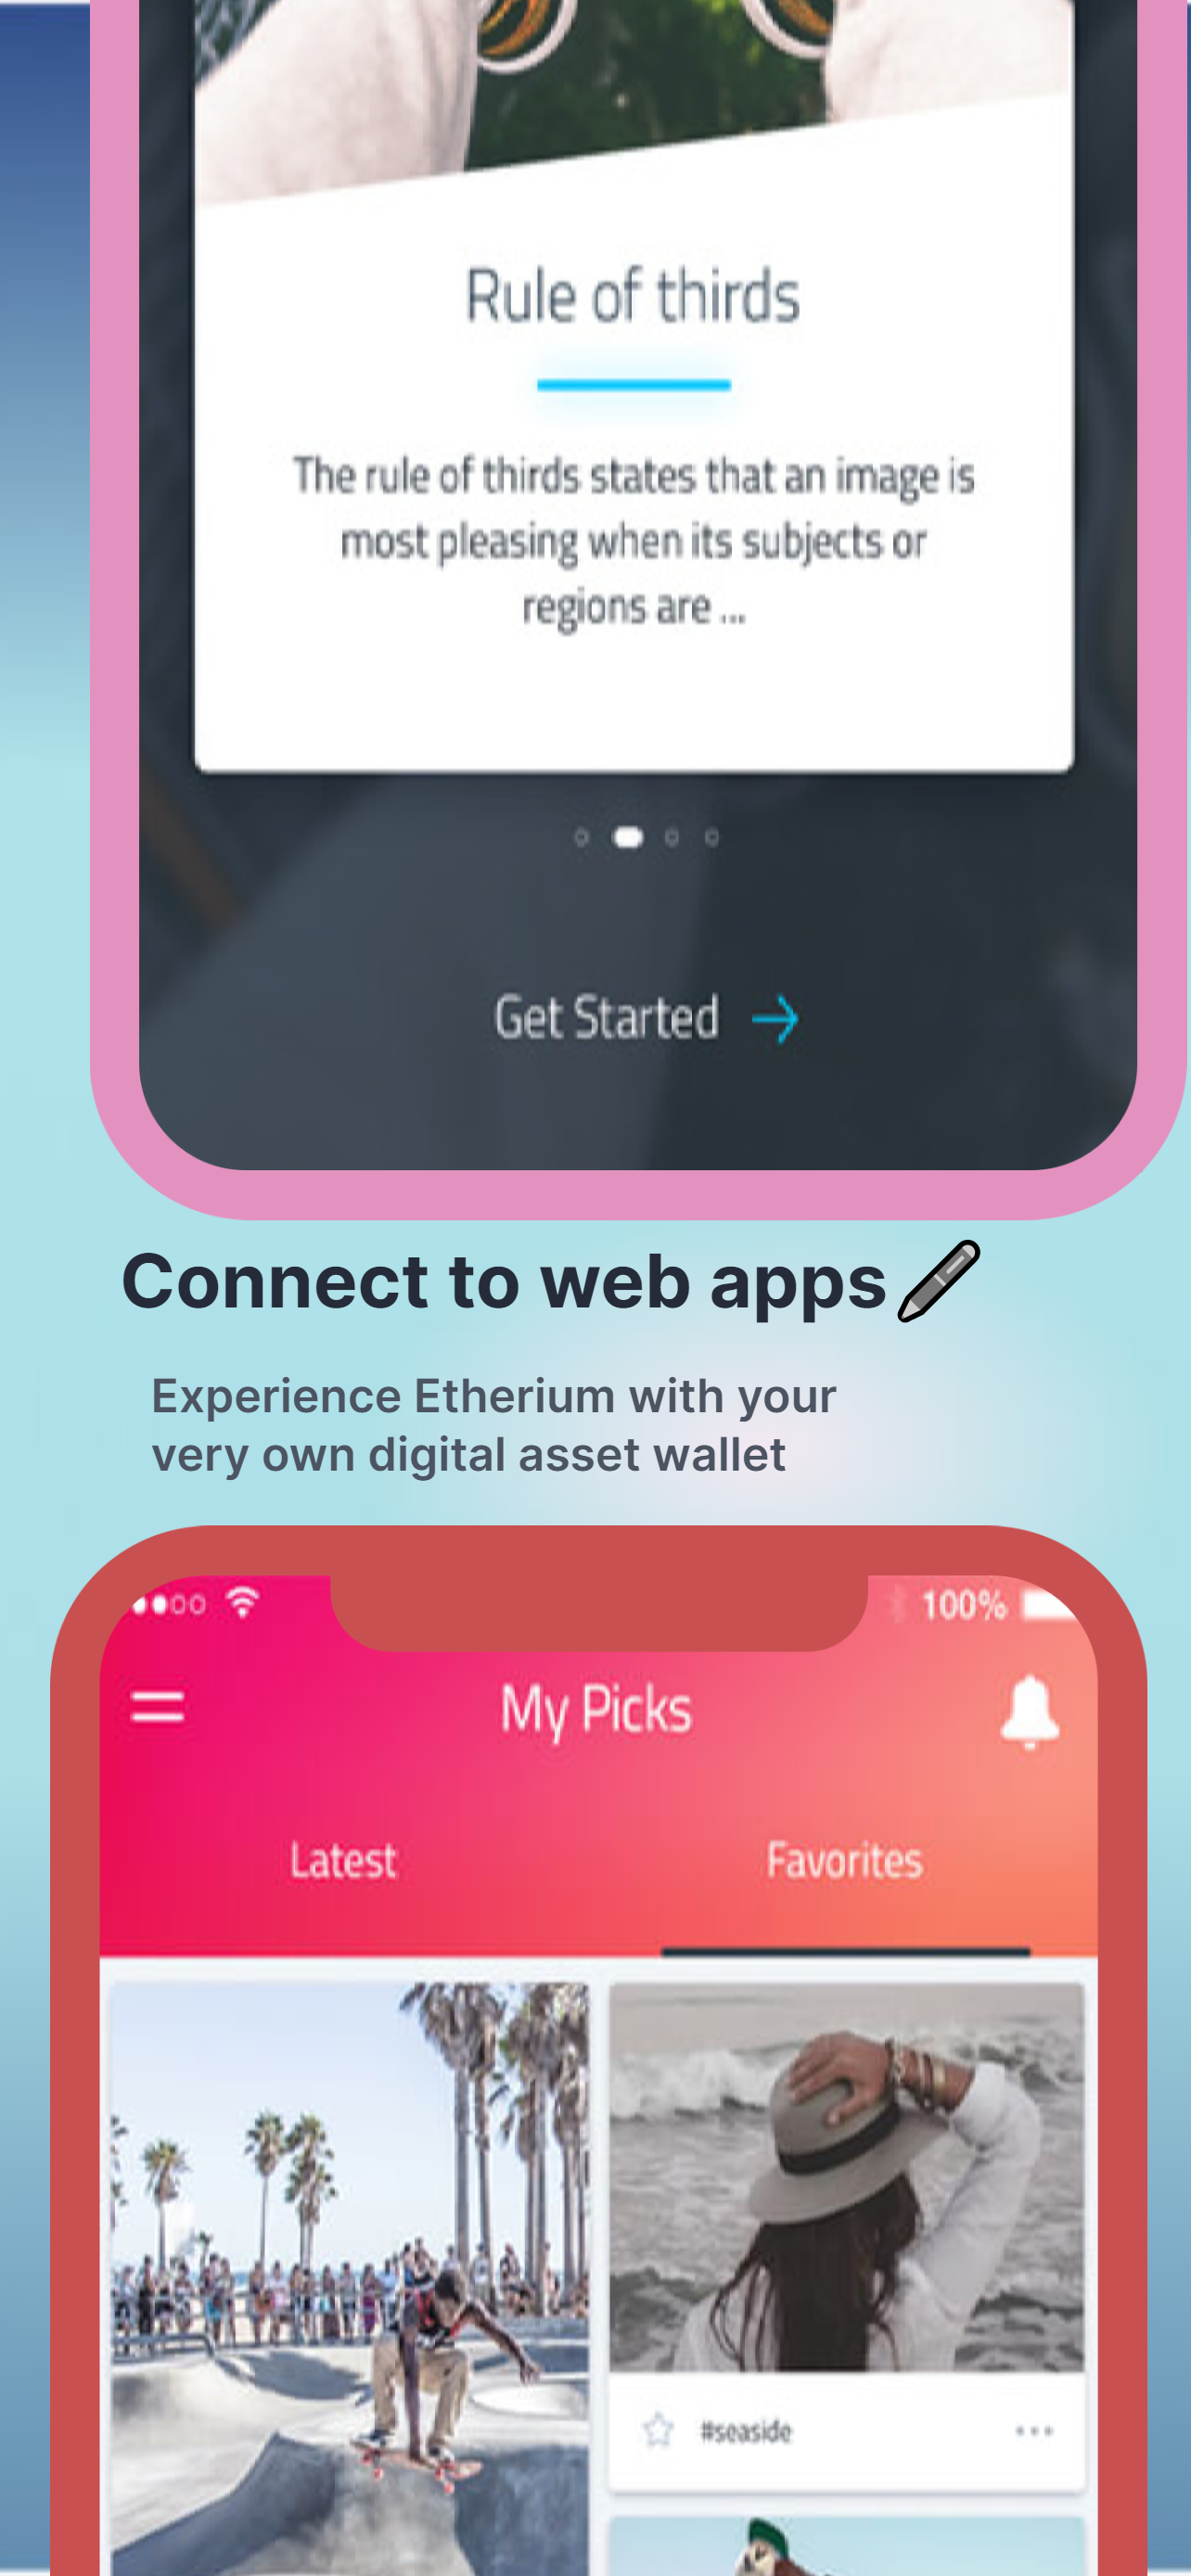 Rule of thirds
The rule of thirds states that an image is
most pleasing when its subjects or
regions are ...
Get Started
Connect to web apps
Experience Etherium with your
very own digital asset wallet
100%
My Picks
Latest
Favorites
#seaside